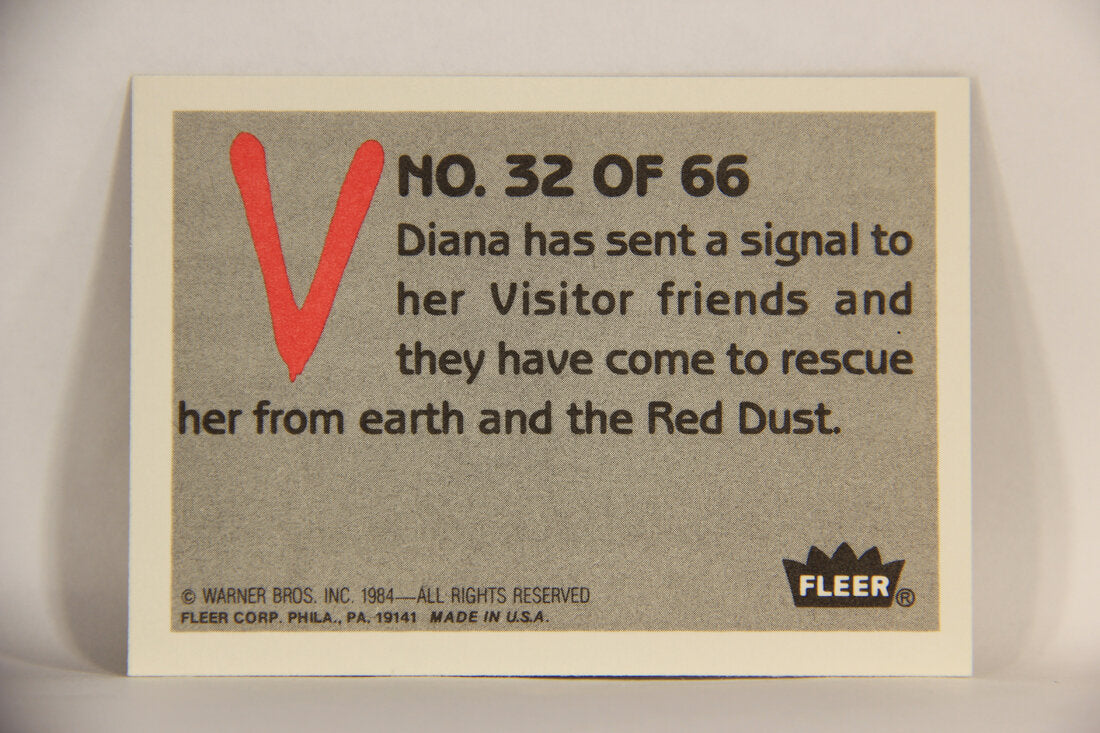 V
NO. 32 OF 66
Diana has sent a signal to
her Visitor friends and
they have come to rescue
her from earth and the Red Dust.
© WARNER BROS. INC. 1984—ALL RIGHTS RESERVED
FLEER CORP. PHILA., PA. 19141 MADE IN U.S.A.
FLEER®